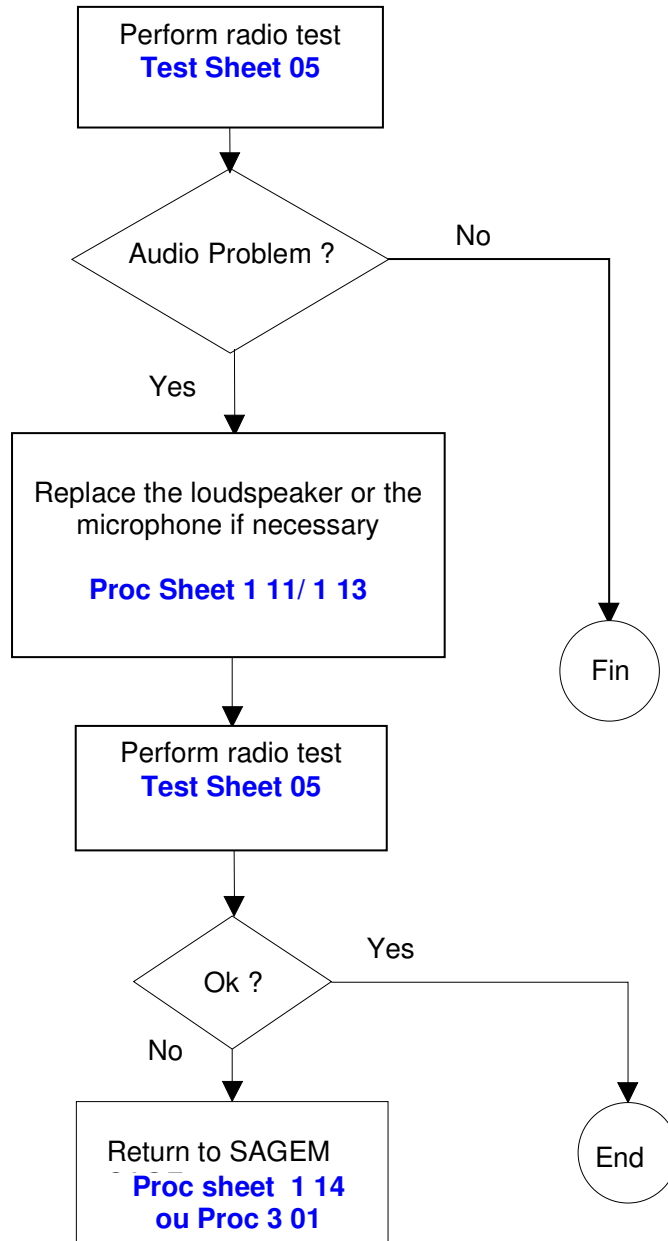 Perform radio test
Test Sheet 05
Audio Problem ?
No
Yes
Replace the loudspeaker or the
microphone if necessary
Proc Sheet 1 11/ 1 13
Fin
Perform radio test
Test Sheet 05
Ok ?
Yes
No
Return to SAGEM
Proc sheet 1 14
ou Proc 3 01
End